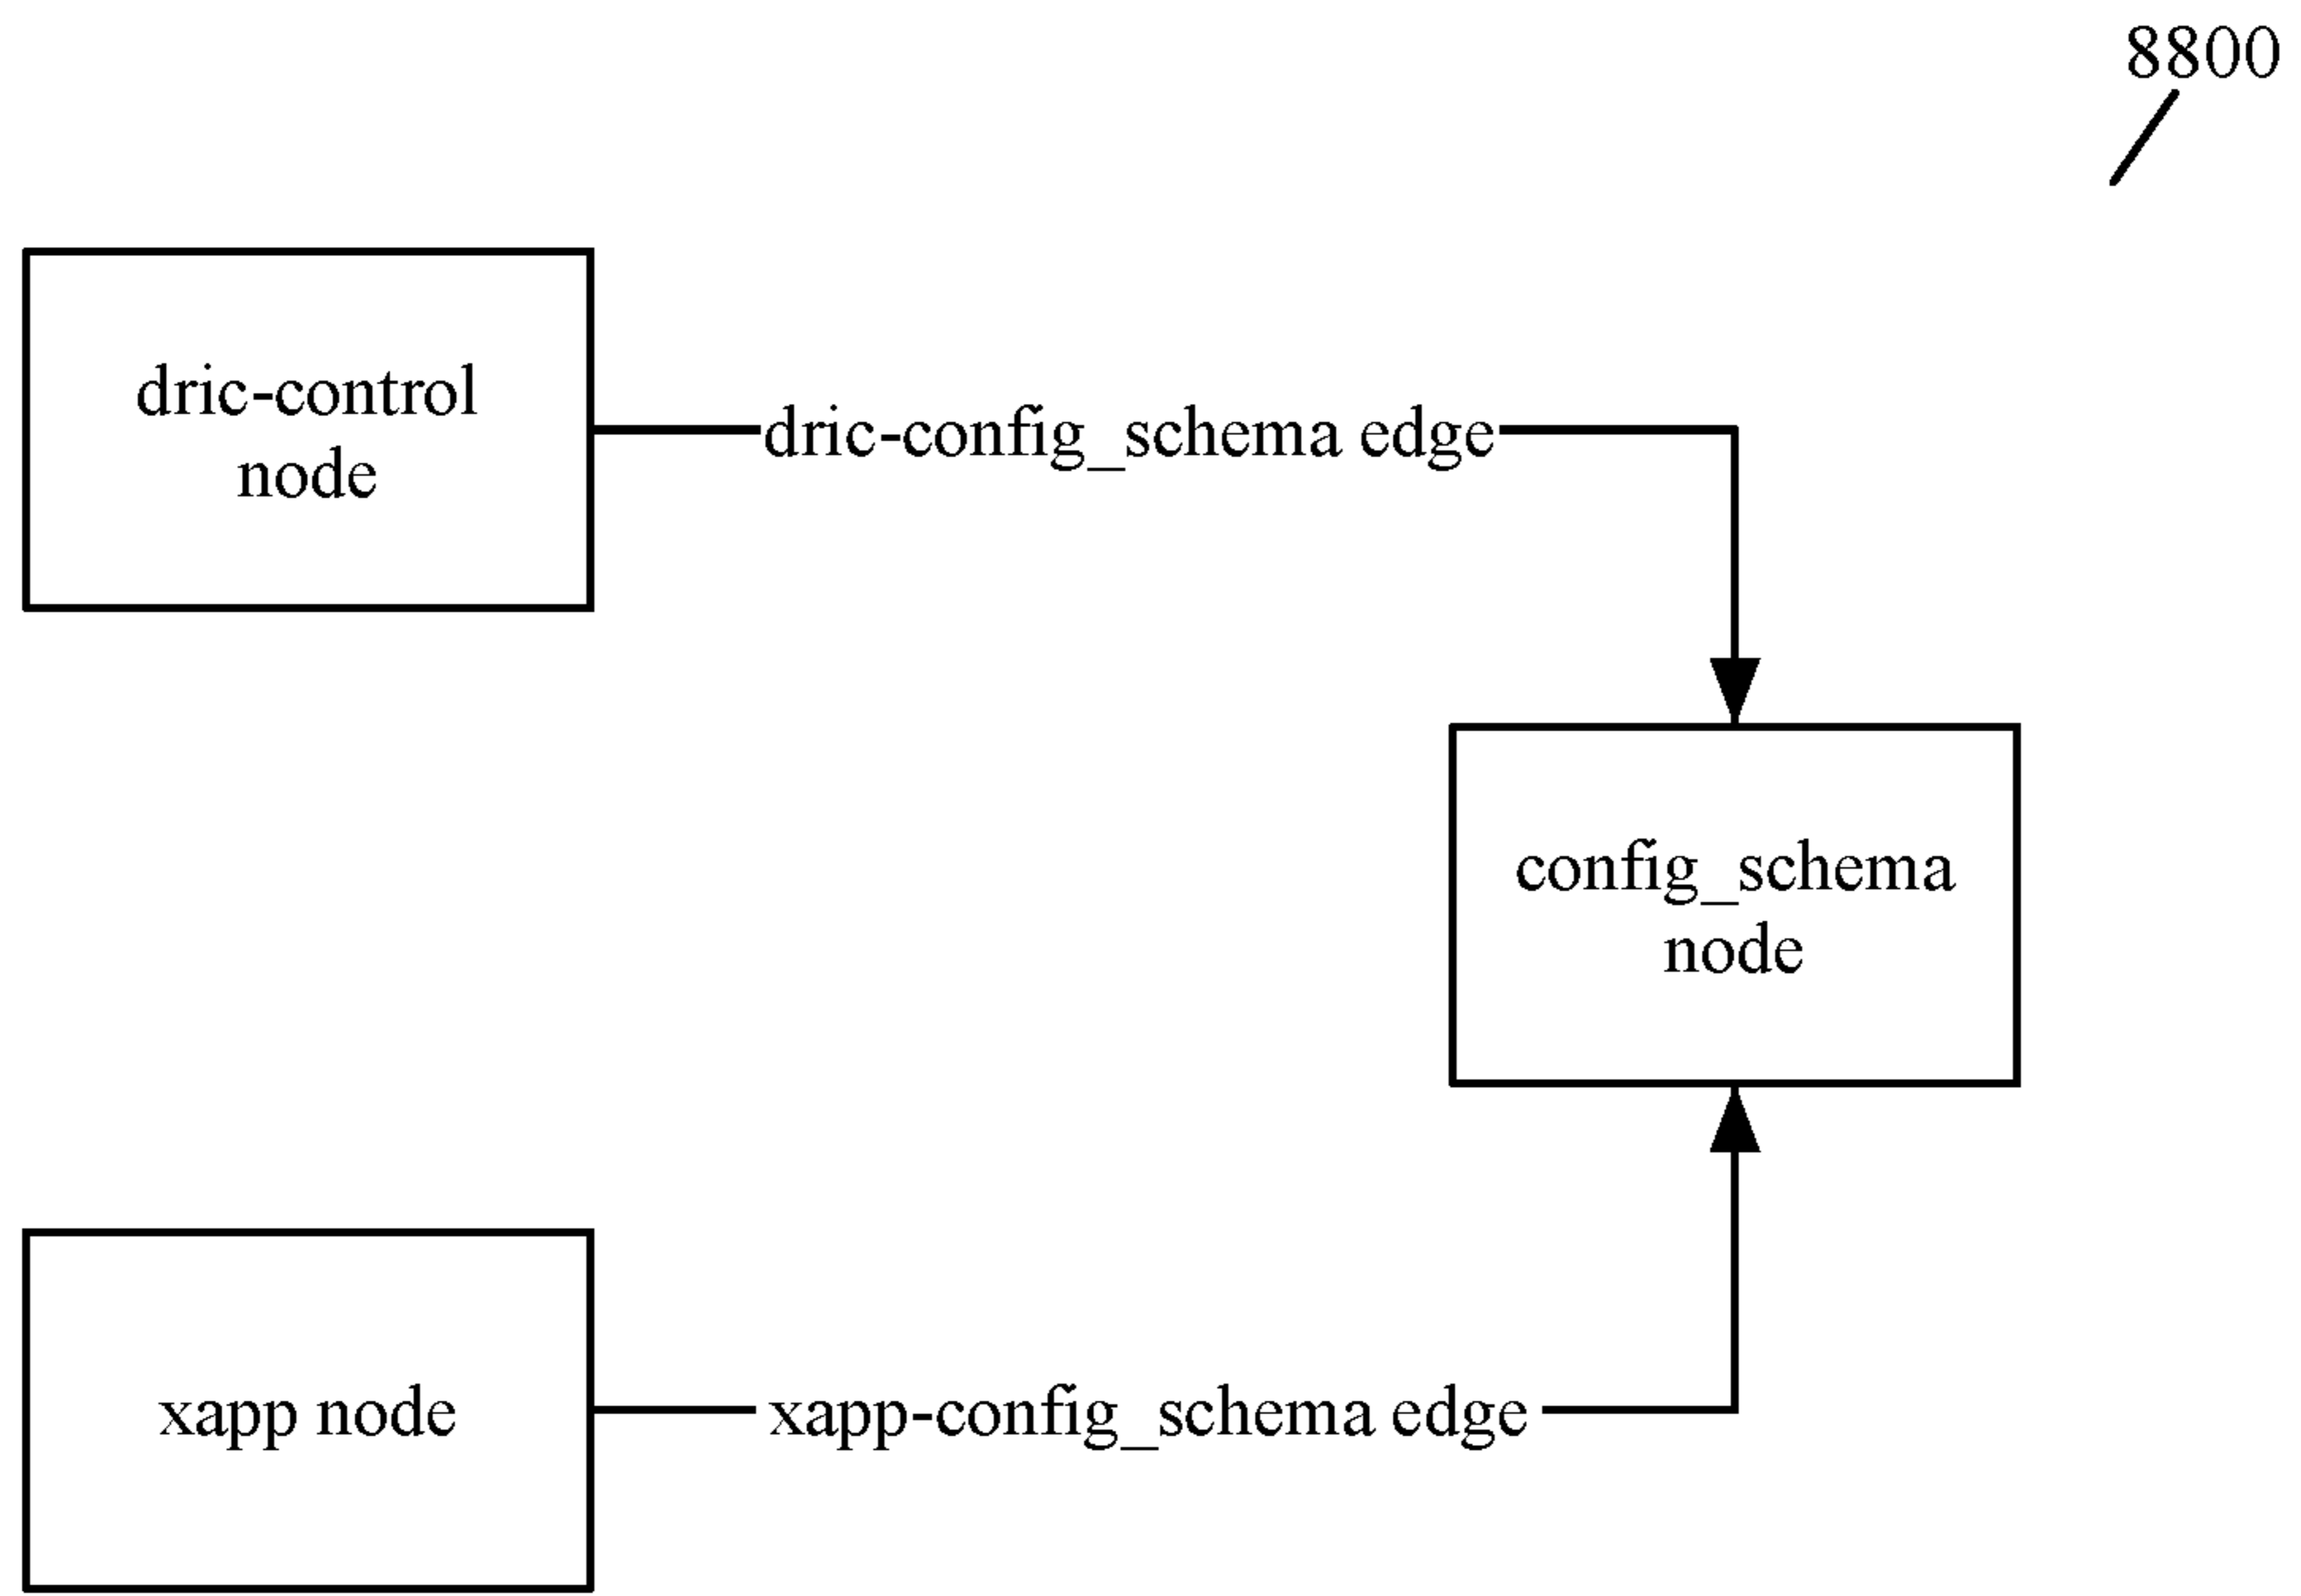 8800
dric-control
node
dric-config_schema edge
config_schema
node
xapp node
xapp-config_schema edge